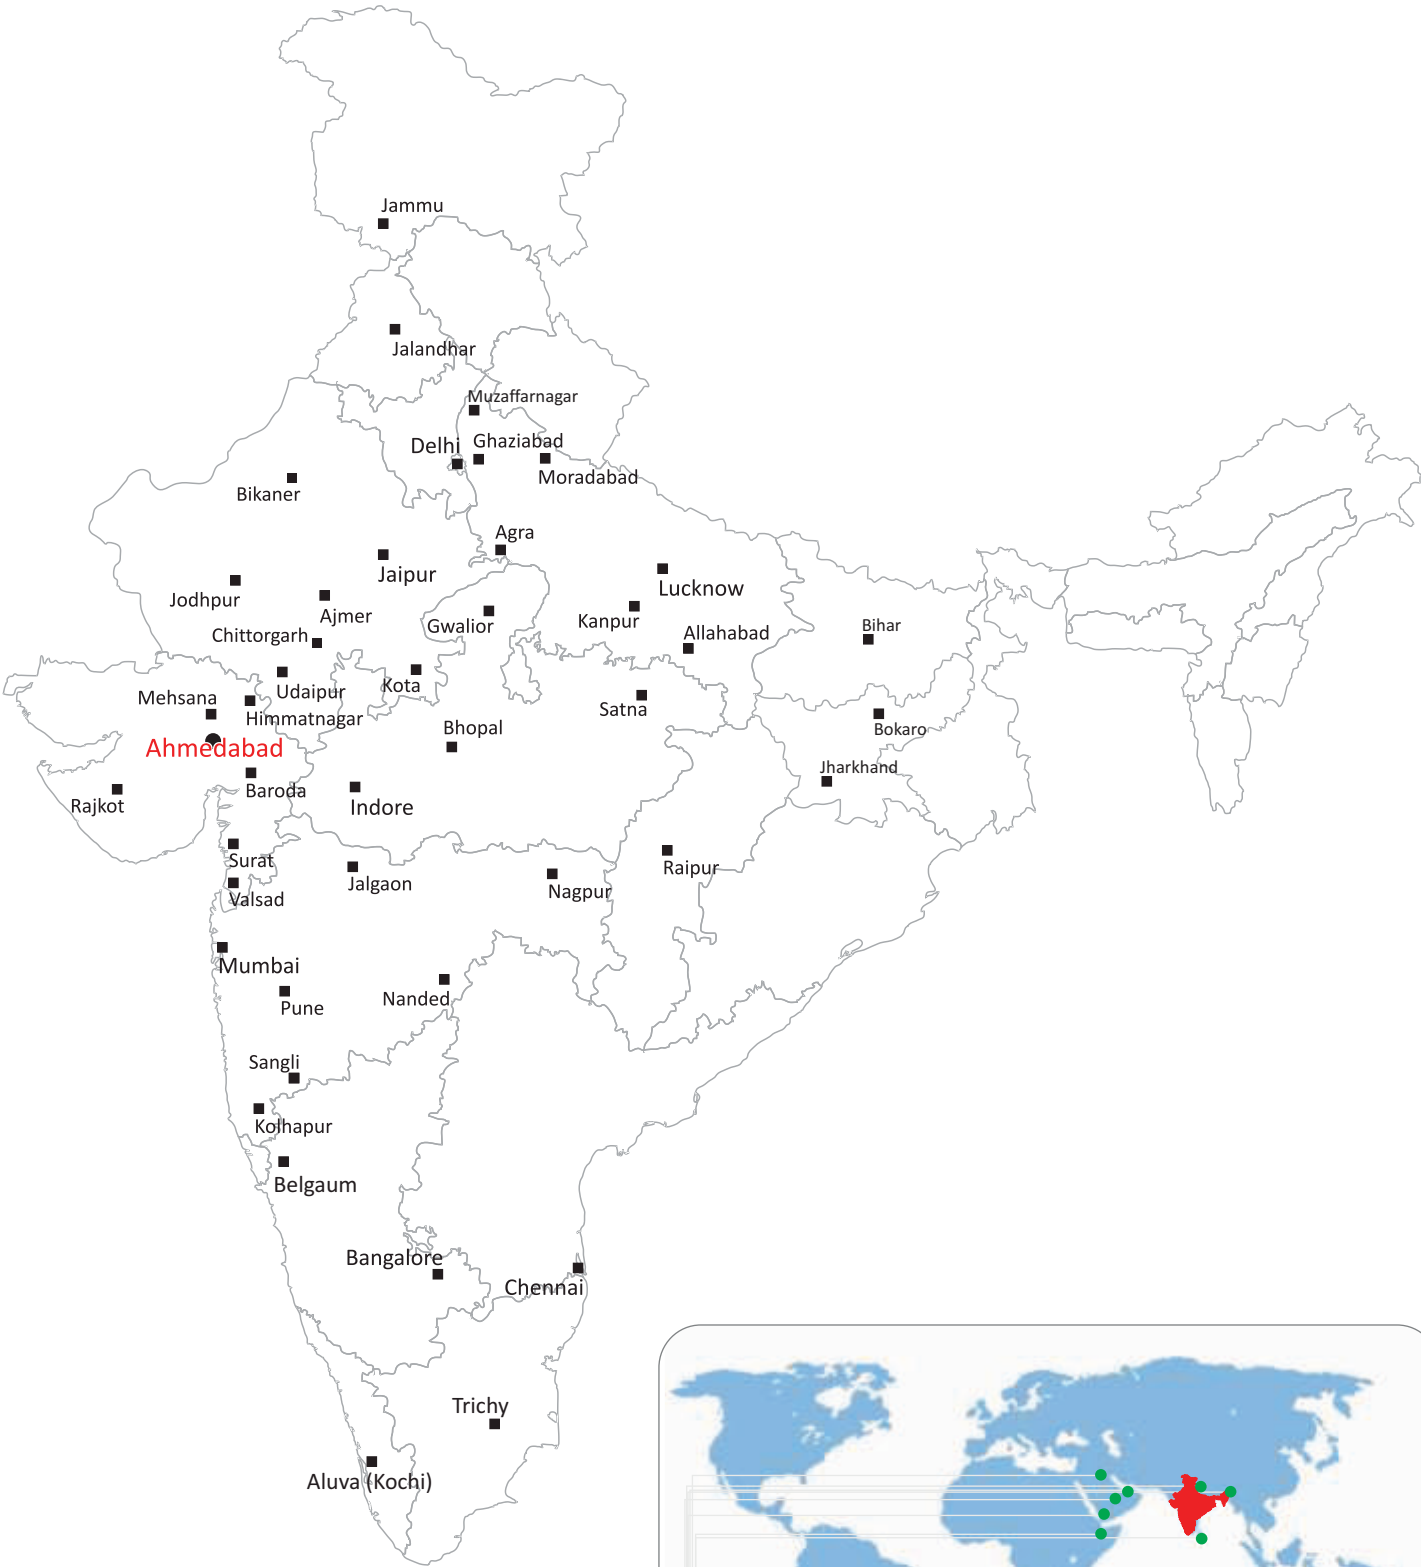 Jammu
Jalandhar
Muzaffarnagar
Delhi
Ghaziabad
Moradabad
Bikaner
Agra
Jaipur
Lucknow
Jodhpur
Ajmer
Kanpur
Gwalior
Bihar
Allahabad
Chittorgarh
Kota
Udaipur
Mehsana
Himmatnagar
Satna
Bhopal
Bokaro
Ahmedabad
Jharkhand
Baroda
Rajkot
Indore
Surat
Raipur
Jalgaon
Nagpur
Valsad
Mumbai
Nanded
Pune
Sangli
Kolhapur
Belgaum
Bangalore
Chennai
Trichy
Aluva (Kochi)